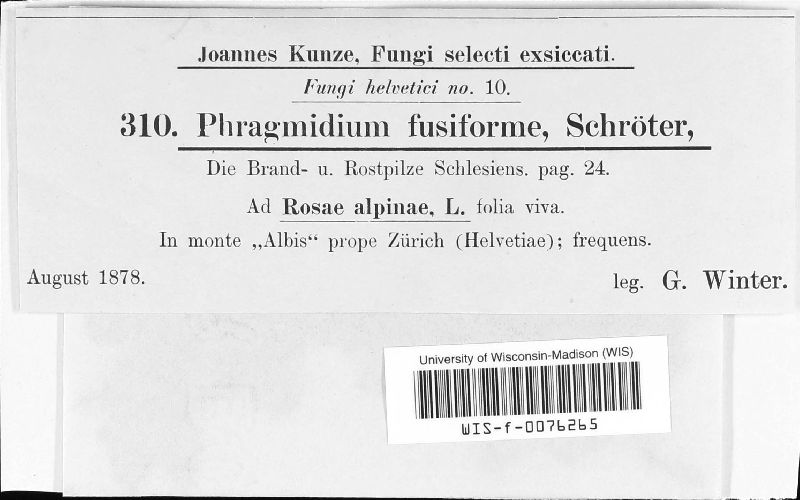 Joannes Kunze, Fungi selecti exsiccati.
Fungi helvetici no. 10.
310. Phragmidium fusiforme, Schröter,
Die Brand- u. Rostpilze Schlesiens. pag. 24.
Ad Rosae alpinae, L. folia viva.
In monte „Albis“ prope Zürich (Helvetiae); frequens.
August 1878.
leg. G. Winter.
University of Wisconsin-Madison (WIS)
WIS-f-0076265